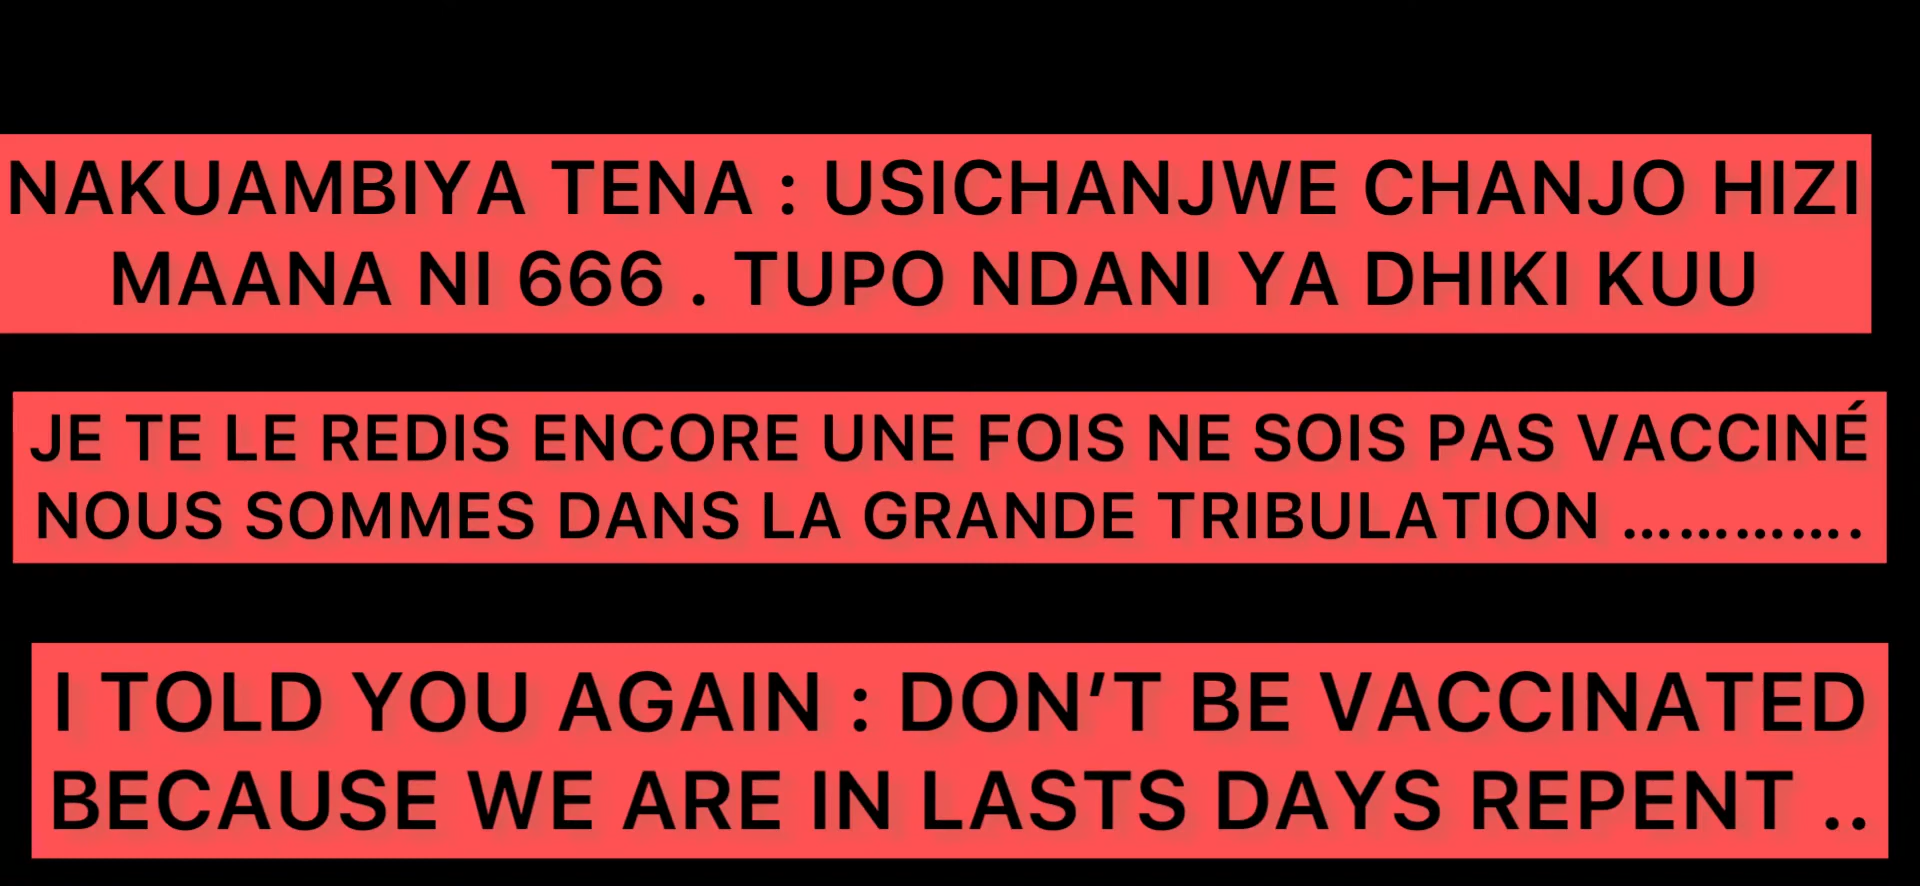 NAKUAMBIYA TENA : USICHANJWE CHANJO HIZI
MAANA NI 666 . TUPO NDANI YA DHIKI KUU
JE TE LE REDIS ENCORE UNE FOIS NE SOIS PAS VACCINÉ
NOUS SOMMES DANS LA GRANDE TRIBULATION ………….
I TOLD YOU AGAIN : DON’T BE VACCINATED
BECAUSE WE ARE IN LASTS DAYS REPENT ..